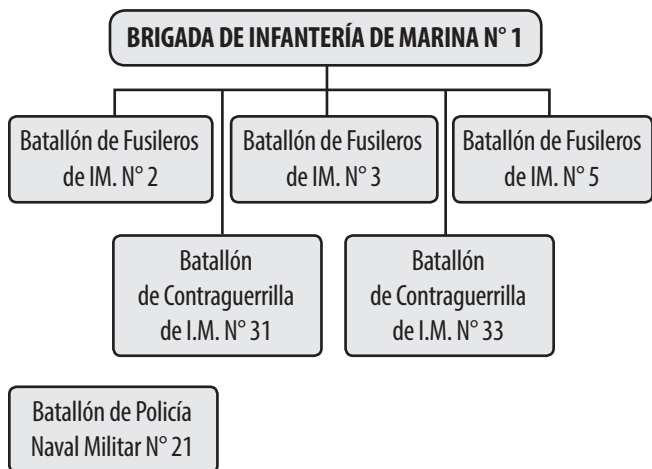 BRIGADA DE INFANTERÍA DE MARINA N° 1
Batallón de Fusileros
de IM. N° 2
Batallón de Fusileros
de IM. N° 3
Batallón de Fusileros
de IM. N° 5
Batallón
de Contraguerrilla
de I.M. N° 31
Batallón
de Contraguerrilla
de I.M. N° 33
Batallón de Policía
Naval Militar N° 21